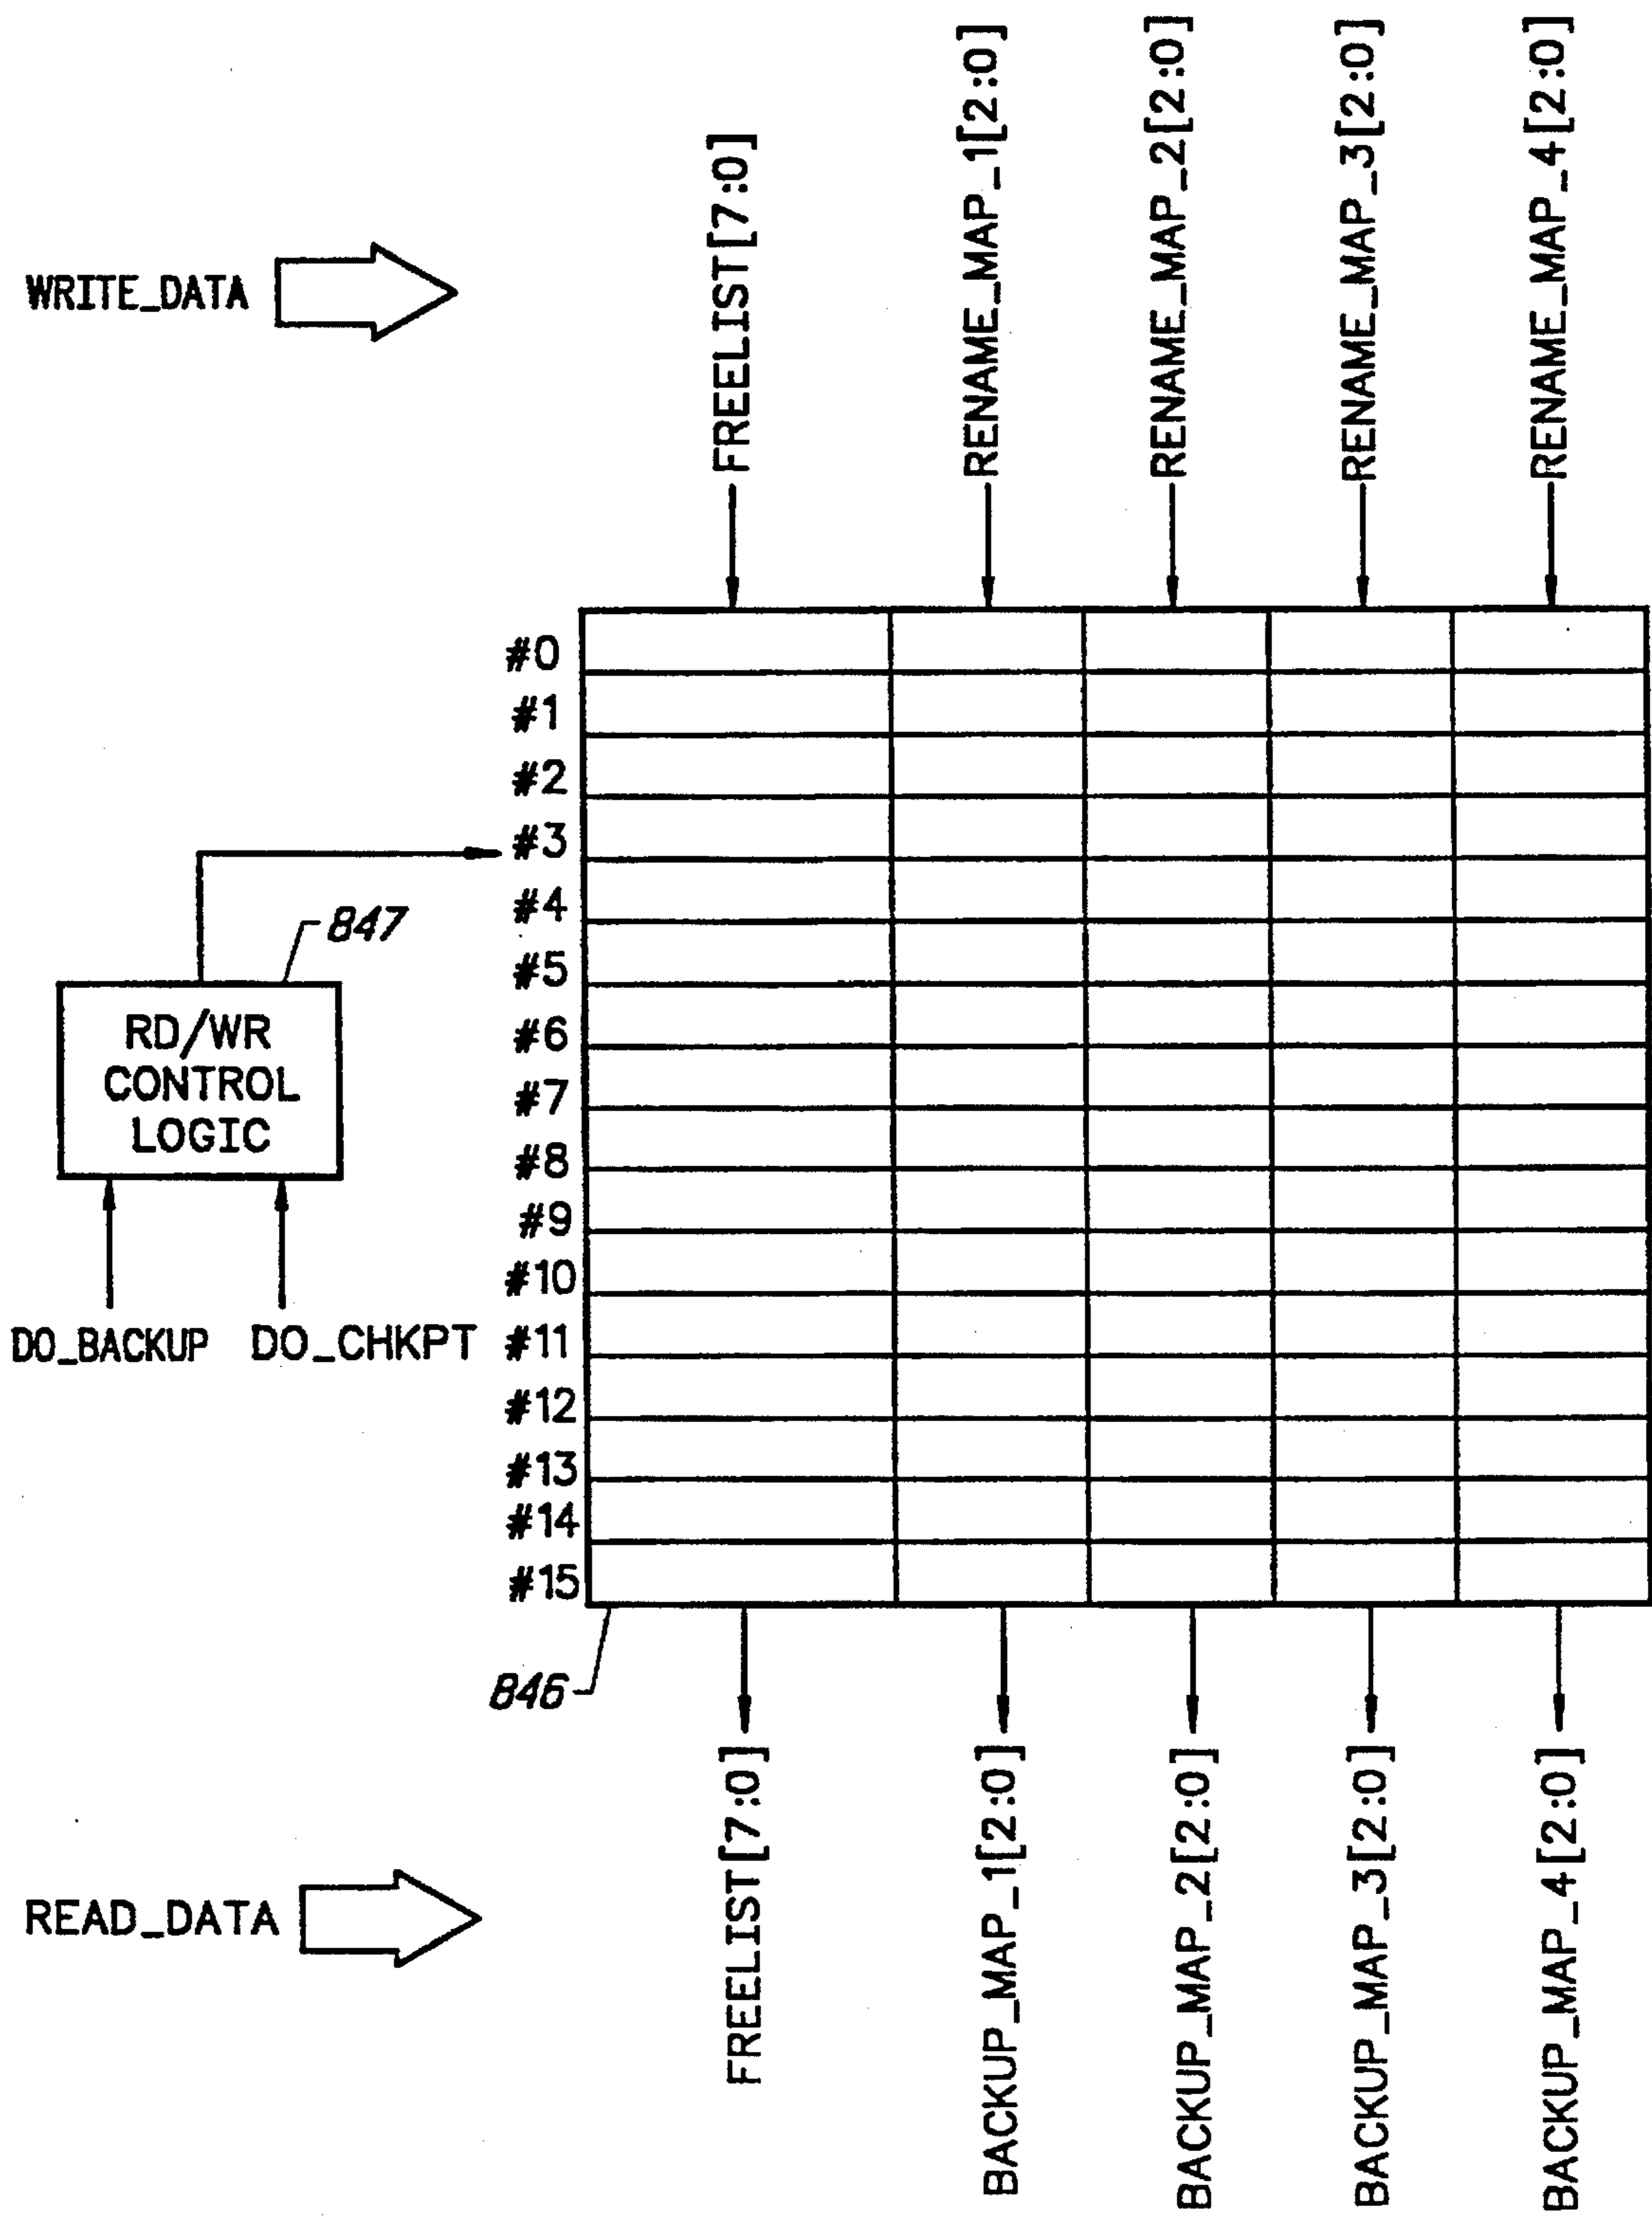 WRITE_DATA
FREELIST[7:0]
RENAME_MAP_1[2:0]
RENAME_MAP_2[2:0]
RENAME_MAP_3[2:0]
RENAME_MAP_4[2:0]
#0
#1
#2
#3
#4
#5
#6
#7
#8
#9
#10
#11
#12
#13
#14
#15
847
RD/WR
CONTROL
LOGIC
DO_BACKUP
DO_CHKPT
846
READ_DATA
FREELIST[7:0]
BACKUP_MAP_1[2:0]
BACKUP_MAP_2[2:0]
BACKUP_MAP_3[2:0]
BACKUP_MAP_4[2:0]